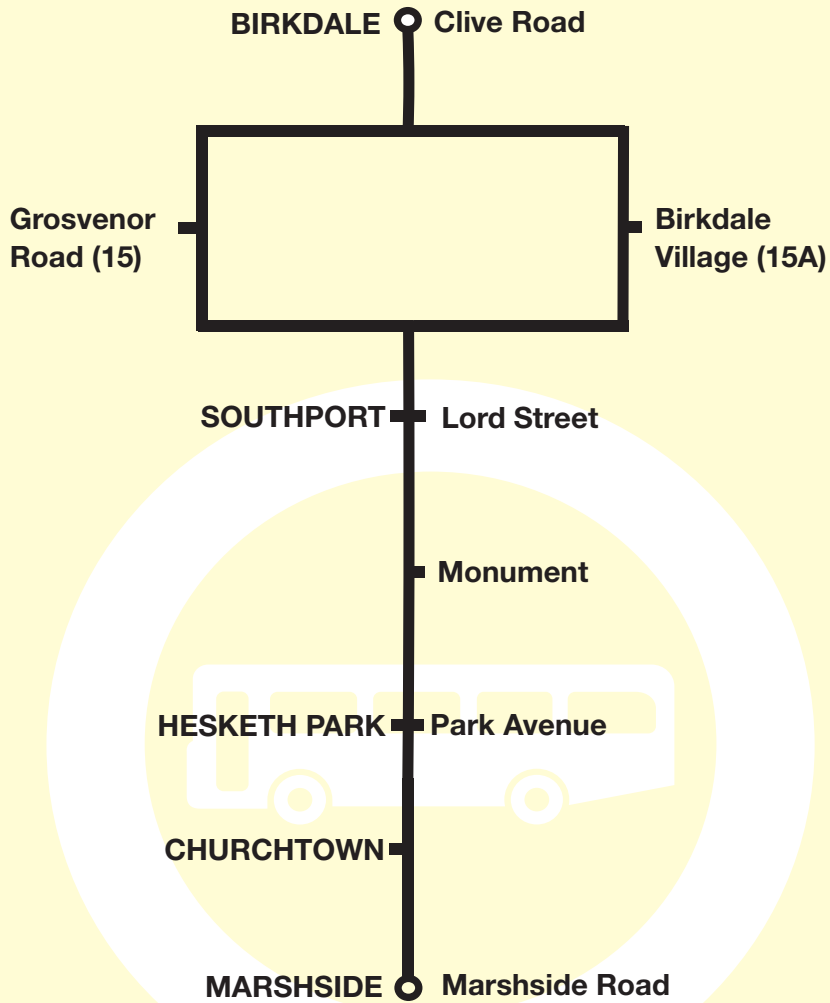 BIRKDALE Clive Road
Grosvenor
Road (15)
Birkdale
Village (15A)
SOUTHPORT Lord Street
Monument
HESKETH PARK Park Avenue
CHURCHTOWN
MARSHSIDE Marshside Road